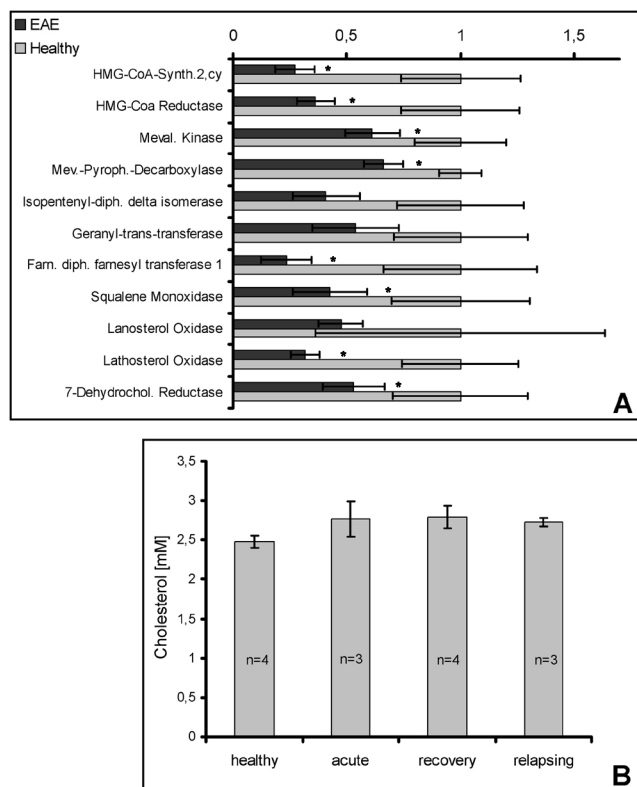 EAE
Healthy
0 0,5 1 1,5
HMG-CoA-Synth.2,cy *
HMG-Coa Reductase *
Meval. Kinase *
Mev.-Pyroph.-Decarboxylase *
Isopentenyl-diph. delta isomerase
Geranyl-trans-transferase
Farn. diph. farnesyl transferase 1 *
Squalene Monoxidase *
Lanosterol Oxidase
Lathosterol Oxidase *
7-Dehydrochol. Reductase *
A
Cholesterol [mM]
3,5
3
2,5
2
1,5
1
0,5
0
n=4 n=3 n=4 n=3
healthy acute recovery relapsing
B